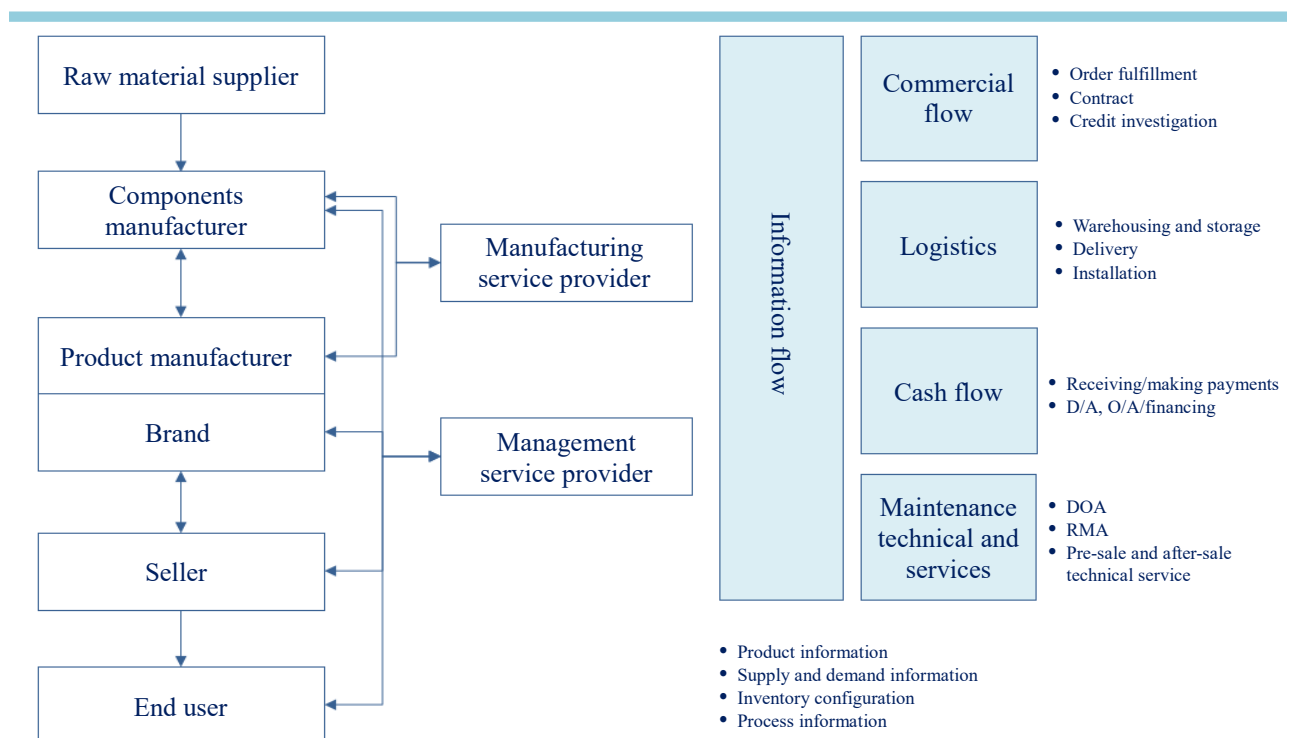 Raw material supplier
Components
manufacturer
Product manufacturer
Brand
Seller
End user
Manufacturing
service provider
Management
service provider
Information flow
Commercial
flow
• Order fulfillment
• Contract
• Credit investigation
Logistics
• Warehousing and storage
• Delivery
• Installation
Cash flow
• Receiving/making payments
• D/A, O/A/financing
Maintenance
technical and
services
• DOA
• RMA
• Pre-sale and after-sale
technical service
• Product information
• Supply and demand information
• Inventory configuration
• Process information